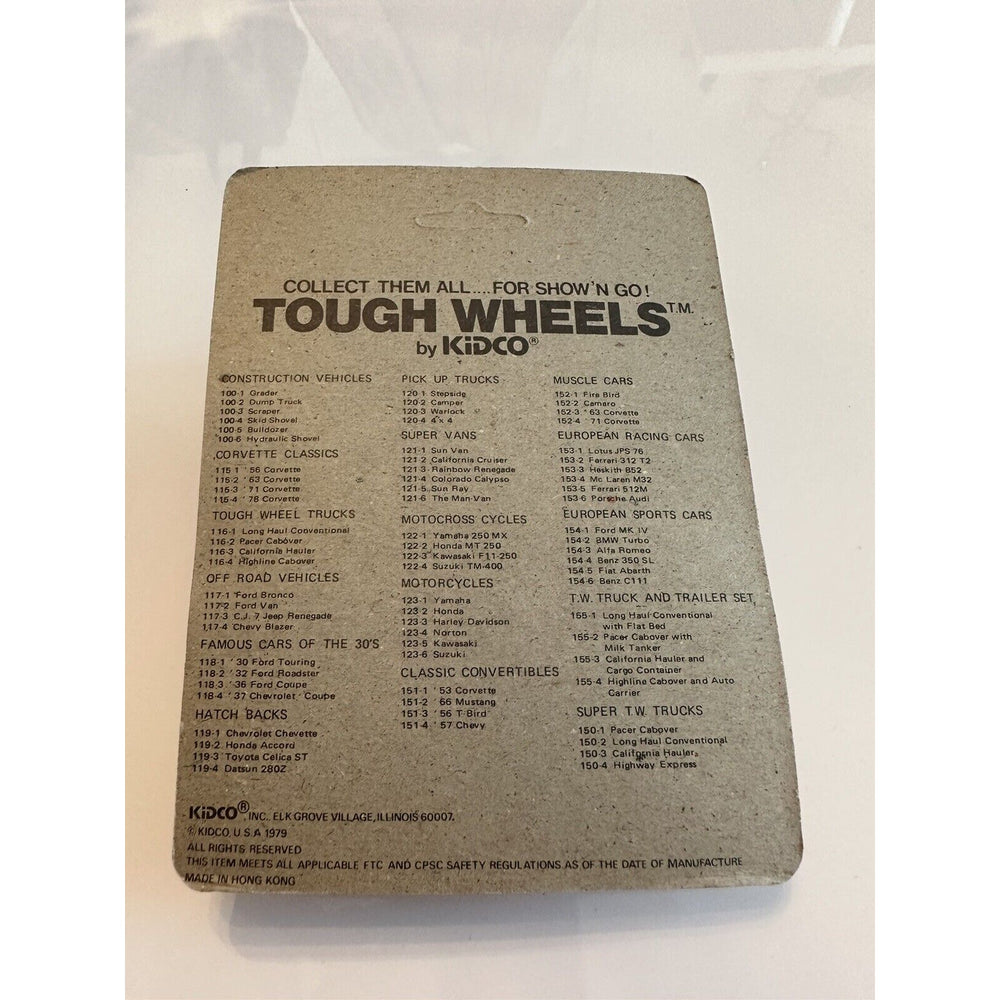 COLLECT THEM ALL....FOR SHOW'N GO!
TOUGH WHEELS T.M.
by KiDCO®
CONSTRUCTION VEHICLES
100-1 Grader
100-2 Dump Truck
100-3 Scraper
100-4 Skid Shovel
100-5 Bulldozer
100-6 Hydraulic Shovel
CORVETTE CLASSICS
115-1 '56 Corvette
115-2 '63 Corvette
115-3 '71 Corvette
115-4 '78 Corvette
TOUGH WHEEL TRUCKS
116-1 Long Haul Conventional
116-2 Pacer Cabover
116-3 California Hauler
116-4 Highline Cabover
OFF ROAD VEHICLES
117-1 Ford Bronco
117-2 Ford Van
117-3 C.J. 7 Jeep Renegade
117-4 Chevy Blazer
FAMOUS CARS OF THE 30'S
118-1 '30 Ford Touring
118-2 '32 Ford Roadster
118-3 '36 Ford Coupe
118-4 '37 Chevrolet Coupe
HATCH BACKS
119-1 Chevrolet Chevette
119-2 Honda Accord
119-3 Toyota Celica ST
119-4 Datsun 280Z
PICK UP TRUCKS
120-1 Stepside
120-2 Camper
120-3 Warlock
120-4 4 x 4
SUPER VANS
121-1 Sun Van
121-2 California Cruiser
121-3 Rainbow Renegade
121-4 Colorado Calypso
121-5 Sun Ray
121-6 The Man-Van
MOTOCROSS CYCLES
122-1 Yamaha 250 MX
122-2 Honda MT 250
122-3 Kawasaki F11-250
122-4 Suzuki TM-400
MOTORCYCLES
123-1 Yamaha
123-2 Honda
123-3 Harley Davidson
123-4 Norton
123-5 Kawasaki
123-6 Suzuki
CLASSIC CONVERTIBLES
151-1 '53 Corvette
151-2 '66 Mustang
151-3 '56 T-Bird
151-4 '57 Chevy
MUSCLE CARS
152-1 Fire Bird
152-2 Camaro
152-3 '63 Corvette
152-4 '71 Corvette
EUROPEAN RACING CARS
153-1 Lotus JPS 76
153-2 Ferrari 312 T2
153-3 Heskith 852
153-4 Mc Laren M32
153-5 Ferrari 512M
153-6 Porsche Audi
EUROPEAN SPORTS CARS
154-1 Ford MK IV
154-2 BMW Turbo
154-3 Alfa Romeo
154-4 Benz 350 SL
154-5 Fiat Abarth
154-6 Benz C111
T.W. TRUCK AND TRAILER SET
155-1 Long Haul Conventional
with Flat Bed
155-2 Pacer Cabover with
Milk Tanker
155-3 California Hauler and
Cargo Container
155-4 Highline Cabover and Auto
Carrier
SUPER T.W. TRUCKS
150-1 Pacer Cabover
150-2 Long Haul Conventional
150-3 California Hauler
150-4 Highway Express
KiDCO® INC. ELK GROVE VILLAGE, ILLINOIS 60007.
© KIDCO U.S.A 1979
ALL RIGHTS RESERVED
THIS ITEM MEETS ALL APPLICABLE FTC AND CPSC SAFETY REGULATIONS AS OF THE DATE OF MANUFACTURE
MADE IN HONG KONG